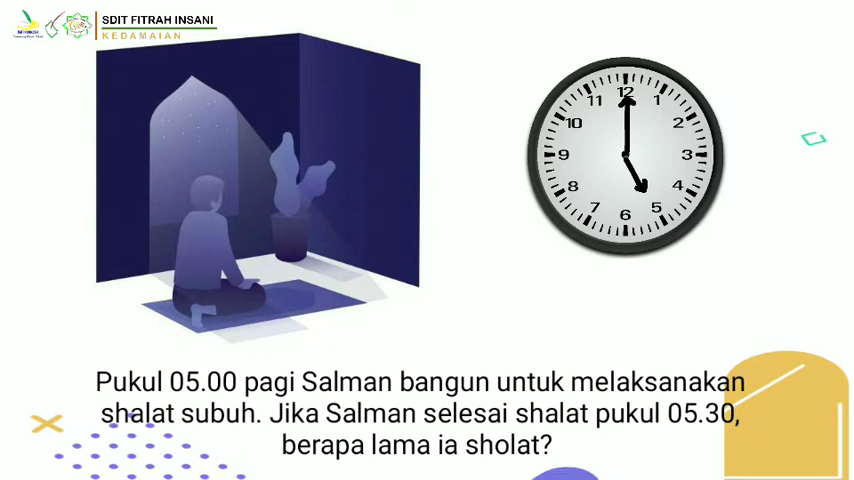 SDIT FITRAH INSANI
KEDAMAIAN
12
11
1
10
2
9
3
8
4
7
5
6
Pukul 05.00 pagi Salman bangun untuk melaksanakan
shalat subuh. Jika Salman selesai shalat pukul 05.30,
berapa lama ia sholat?